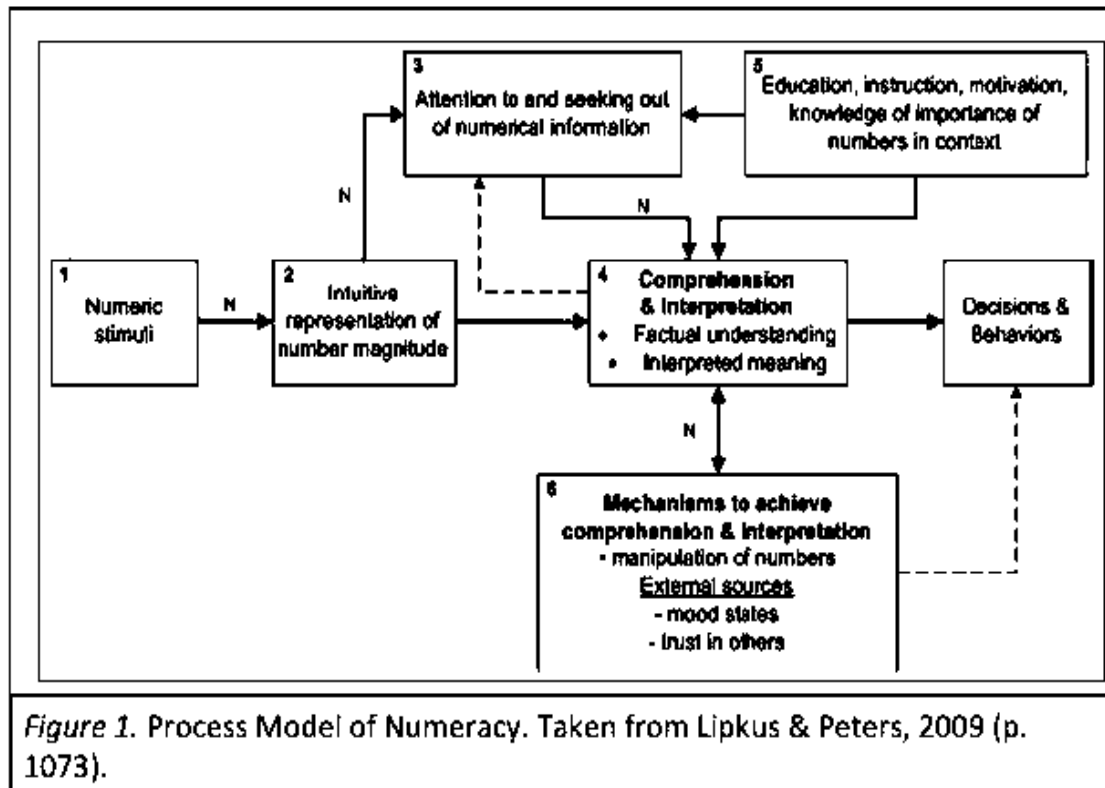 3
Attention to and seeking out
of numerical information
5
Education, instruction, motivation,
knowledge of importance of
numbers in context
N
N
1
Numeric
stimuli
N
2
Intuitive
representation of
number magnitude
4
Comprehension
& Interpretation
• Factual understanding
• Interpreted meaning
Decisions &
Behaviors
N
6
Mechanisms to achieve
comprehension & interpretation
- manipulation of numbers
External sources
- mood states
- trust in others
Figure 1. Process Model of Numeracy. Taken from Lipkus & Peters, 2009 (p.
1073).